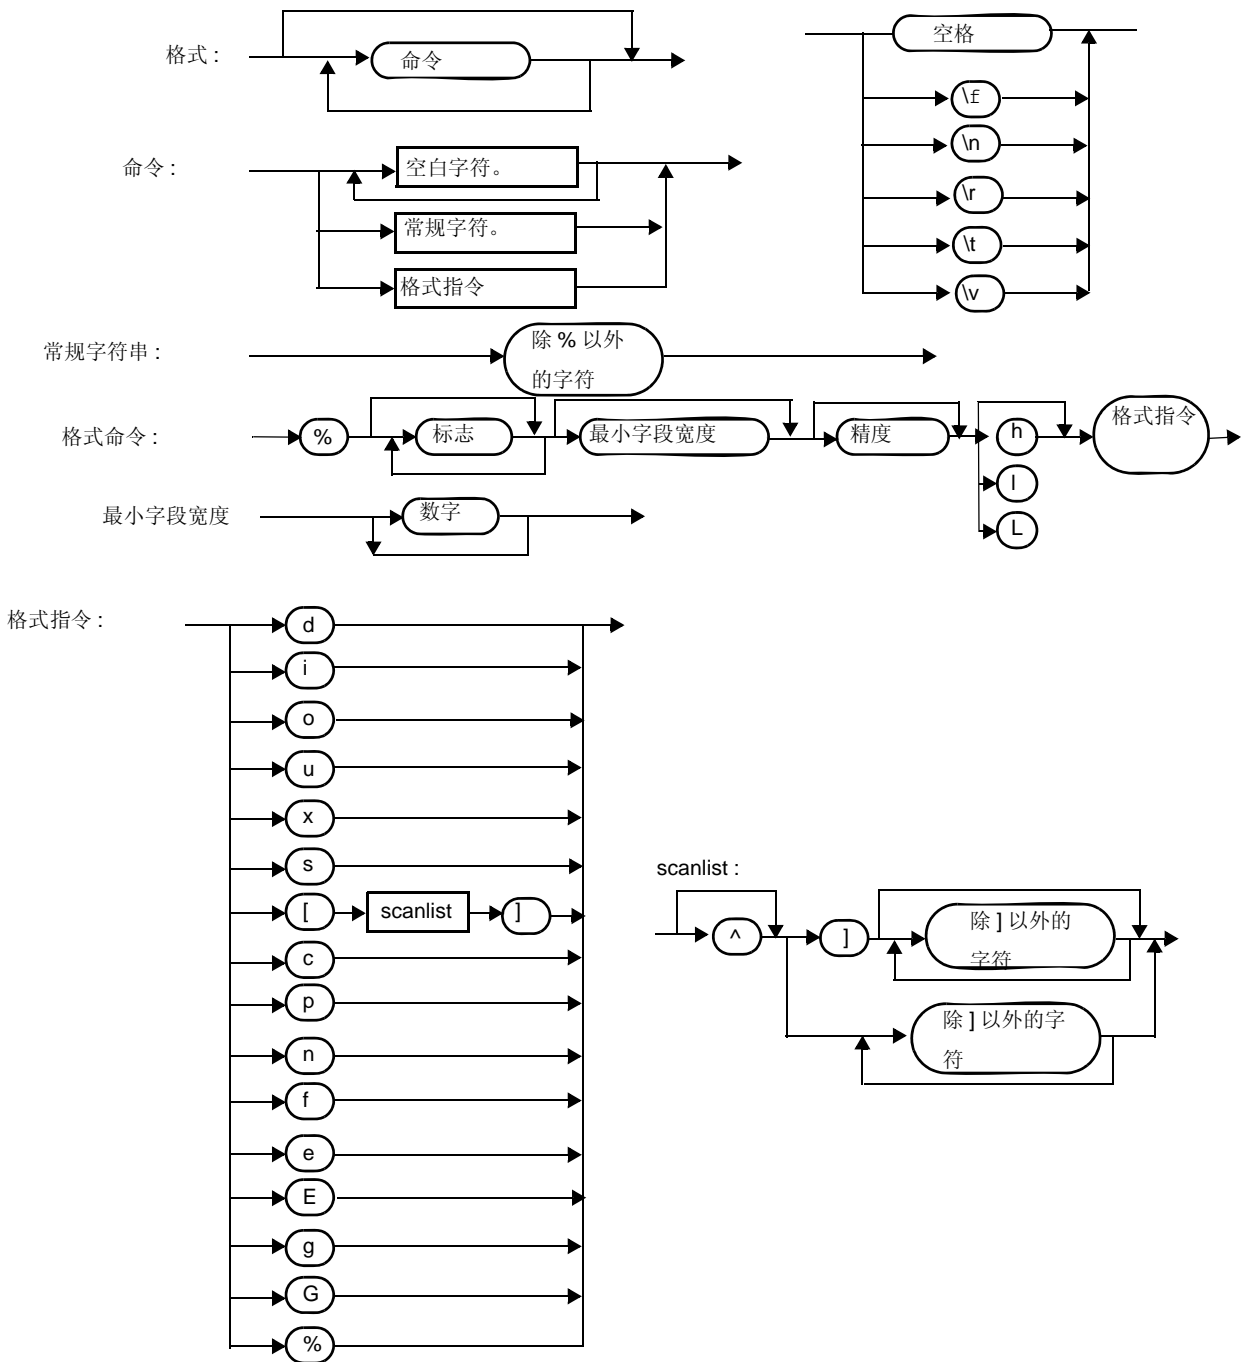 格式 :
命令
空格
\f
\n
\r
\t
\v
命令 :
空白字符。
常规字符。
格式指令
常规字符串 :
除 % 以外
的字符
格式命令 :
%
标志
最小字段宽度
精度
h
l
L
格式指令
最小字段宽度
数字
格式指令 :
d
i
o
u
x
s
[
scanlist
]
c
p
n
f
e
E
g
G
%
scanlist :
^
]
除 ] 以外的
字符
除 ] 以外的字
符